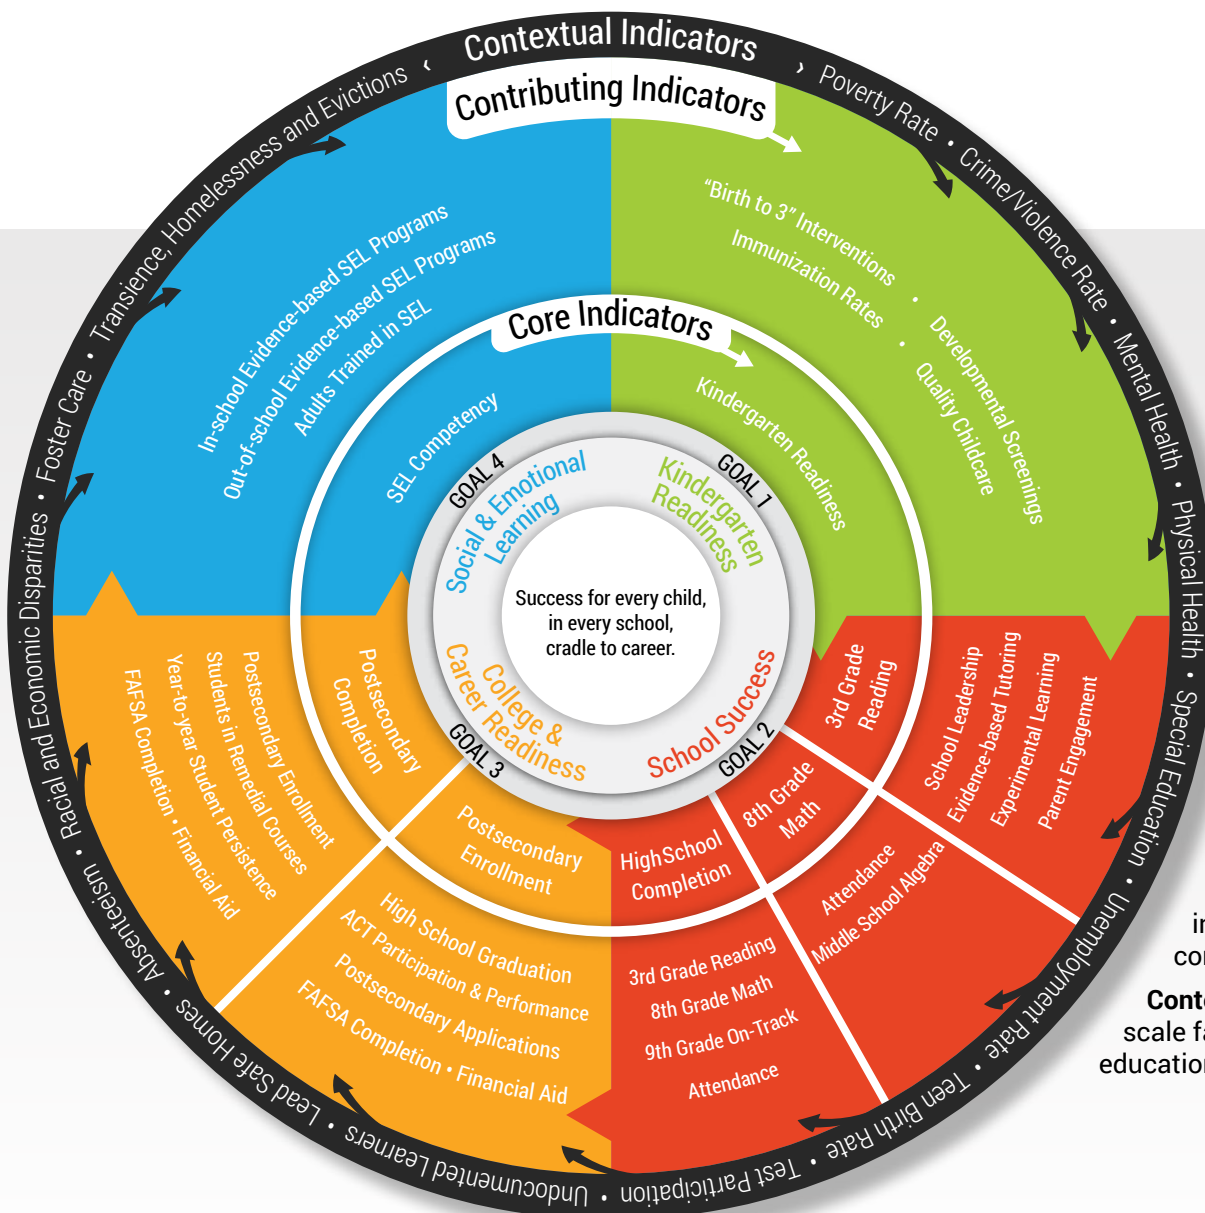 Contextual Indicators
› Poverty Rate • Crime/Violence Rate • Mental Health • Physical Health • Special Education • Unemployment Rate • Teen Birth Rate • Test Participation • Undocumented Learners • Lead Safe Homes • Absenteeism • Racial and Economic Disparities • Foster Care • Transience, Homelessness and Evictions ‹
Contributing Indicators
"Birth to 3" Interventions • Developmental Screenings
Immunization Rates • Quality Childcare
School Leadership
Evidence-based Tutoring
Experimental Learning
Parent Engagement
Attendance
Middle School Algebra
3rd Grade Reading
8th Grade Math
9th Grade On-Track
Attendance
High School Graduation
ACT Participation & Performance
Postsecondary Applications
FAFSA Completion • Financial Aid
Postsecondary Enrollment
Students in Remedial Courses
Year-to-year Student Persistence
FAFSA Completion • Financial Aid
In-school Evidence-based SEL Programs
Out-of-school Evidence-based SEL Programs
Adults Trained in SEL
Core Indicators
Kindergarten Readiness
3rd Grade
Reading
8th Grade
Math
High School
Completion
Postsecondary
Enrollment
Postsecondary
Completion
SEL Competency
GOAL 1
Kindergarten
Readiness
GOAL 2
School Success
GOAL 3
College &
Career Readiness
GOAL 4
Social & Emotional
Learning
Success for every child,
in every school,
cradle to career.
in
con
Conte
scale fa
education